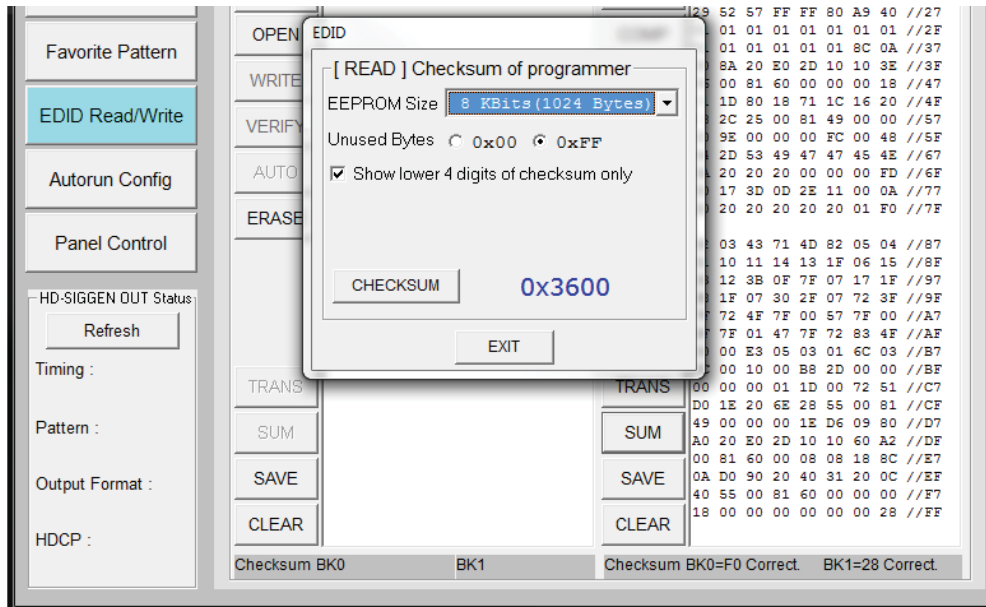 Favorite Pattern
EDID Read/Write
Autorun Config
Panel Control
HD-SIGGEN OUT Status
Refresh
Timing :
Pattern :
Output Format :
HDCP :
OPEN
WRITE
VERIFY
AUTO
ERASE
TRANS
SUM
SAVE
CLEAR
Checksum BK0
BK1
EDID
[ READ ] Checksum of programmer
EEPROM Size 8 KBits(1024 Bytes)
Unused Bytes 0x00 0xFF
Show lower 4 digits of checksum only
CHECKSUM 0x3600
EXIT
TRANS
SUM
SAVE
CLEAR
29 52 57 FF FF 80 A9 40 //27
01 01 01 01 01 01 01 //2F
01 01 01 01 01 8C 0A //37
8A 20 E0 2D 10 10 3E //3F
00 81 60 00 00 00 18 //47
1D 80 18 71 1C 16 20 //4F
2C 25 00 81 49 00 00 //57
9E 00 00 00 FC 00 48 //5F
2D 53 49 47 47 45 4E //67
20 20 20 00 00 00 FD //6F
17 3D 0D 2E 11 00 0A //77
20 20 20 20 20 01 F0 //7F
03 43 71 4D 82 05 04 //87
10 11 14 13 1F 06 15 //8F
12 3B 0F 7F 07 17 1F //97
1F 07 30 2F 07 72 3F //9F
72 4F 7F 00 57 7F 00 //A7
7F 01 47 7F 72 83 4F //AF
00 E3 05 03 01 6C 03 //B7
00 10 00 B8 2D 00 00 //BF
00 00 00 01 1D 00 72 51 //C7
D0 1E 20 6E 28 55 00 81 //CF
49 00 00 00 1E D6 09 80 //D7
A0 20 E0 2D 10 10 60 A2 //DF
00 81 60 00 08 08 18 8C //E7
0A D0 90 20 40 31 20 0C //EF
40 55 00 81 60 00 00 00 //F7
18 00 00 00 00 00 00 28 //FF
Checksum BK0=F0 Correct. BK1=28 Correct.